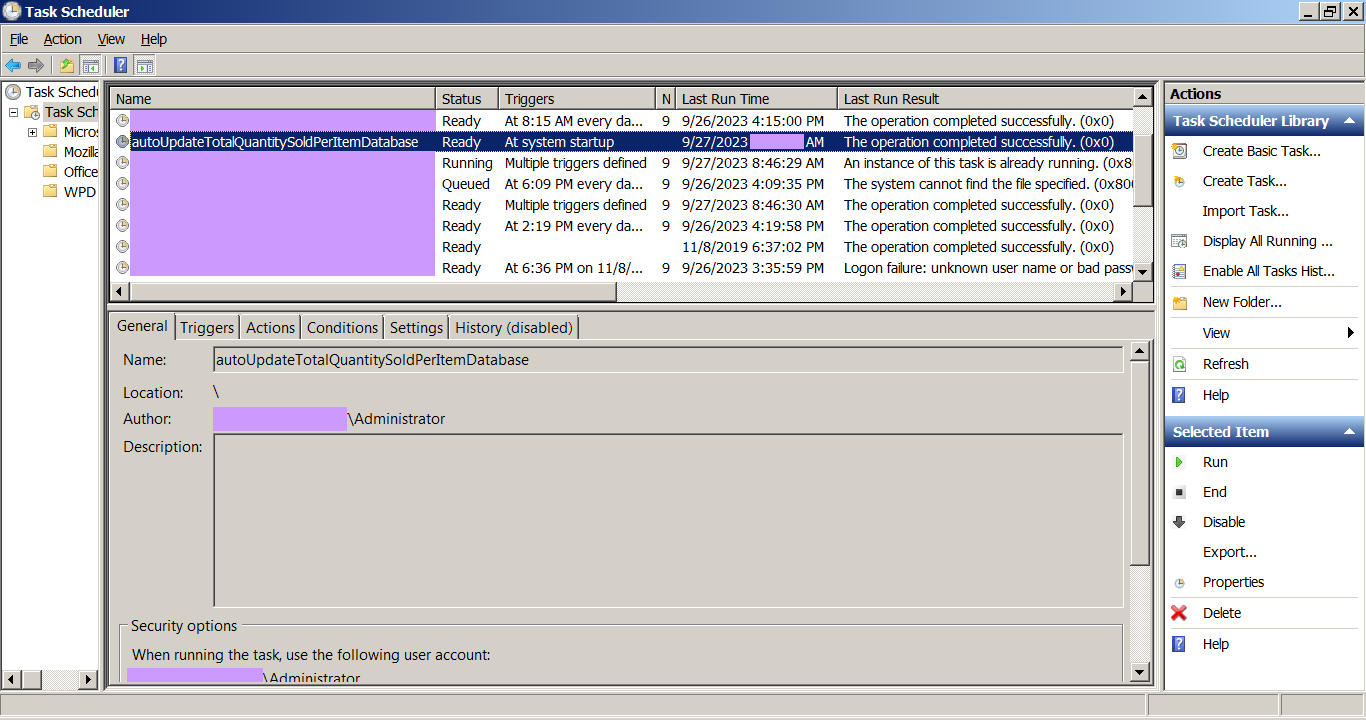 Task Scheduler
File Action View Help
Task Schedu
Task Sch
Micros
Mozilla
Office
WPD
Name Status Triggers N Last Run Time Last Run Result
Ready At 8:15 AM every da... 9 9/26/2023 4:15:00 PM The operation completed successfully. (0x0)
autoUpdateTotalQuantitySoldPerItemDatabase Ready At system startup 9/27/2023 AM The operation completed successfully. (0x0)
Running Multiple triggers defined 9 9/27/2023 8:46:29 AM An instance of this task is already running. (0x80
Queued At 6:09 PM every da... 9 9/26/2023 4:09:35 PM The system cannot find the file specified. (0x800
Ready Multiple triggers defined 9 9/27/2023 8:46:30 AM The operation completed successfully. (0x0)
Ready At 2:19 PM every da... 9 9/26/2023 4:19:58 PM The operation completed successfully. (0x0)
Ready 11/8/2019 6:37:02 PM The operation completed successfully. (0x0)
Ready At 6:36 PM on 11/8/... 9 9/26/2023 3:35:59 PM Logon failure: unknown user name or bad passw
General Triggers Actions Conditions Settings History (disabled)
Name: autoUpdateTotalQuantitySoldPerItemDatabase
Location: \
Author: \Administrator
Description:
Security options
When running the task, use the following user account:
\Administrator
Actions
Task Scheduler Library
Create Basic Task...
Create Task...
Import Task...
Display All Running ...
Enable All Tasks Hist...
New Folder...
View
Refresh
Help
Selected Item
Run
End
Disable
Export...
Properties
Delete
Help